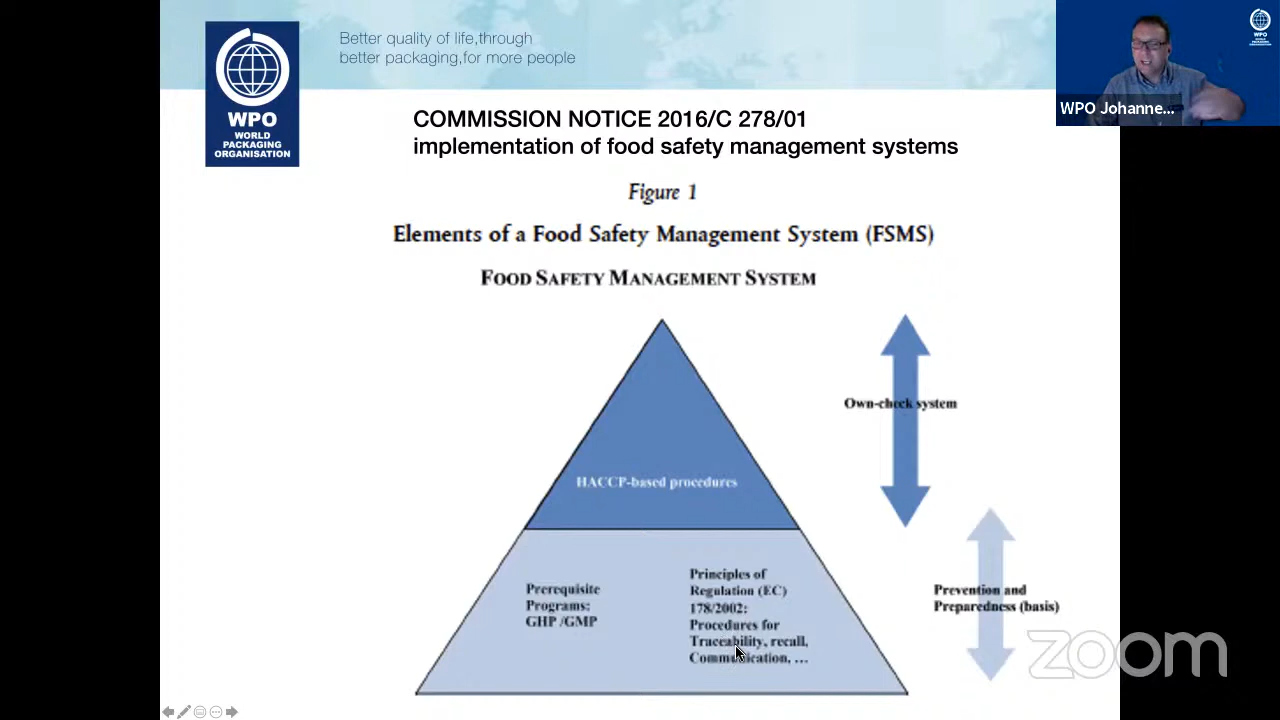 Better quality of life,through
better packaging,for more people
WPO
WORLD
PACKAGING
ORGANISATION
WPO Johanne...
COMMISSION NOTICE 2016/C 278/01
implementation of food safety management systems
Figure 1
Elements of a Food Safety Management System (FSMS)
FOOD SAFETY MANAGEMENT SYSTEM
Own-check system
HACCP-based procedures
Prerequisite
Programs:
GHP /GMP
Principles of
Regulation (EC)
178/2002:
Procedures for
Traceability, recall,
Communication, ...
Prevention and
Preparedness (basis)
zoom
WPO